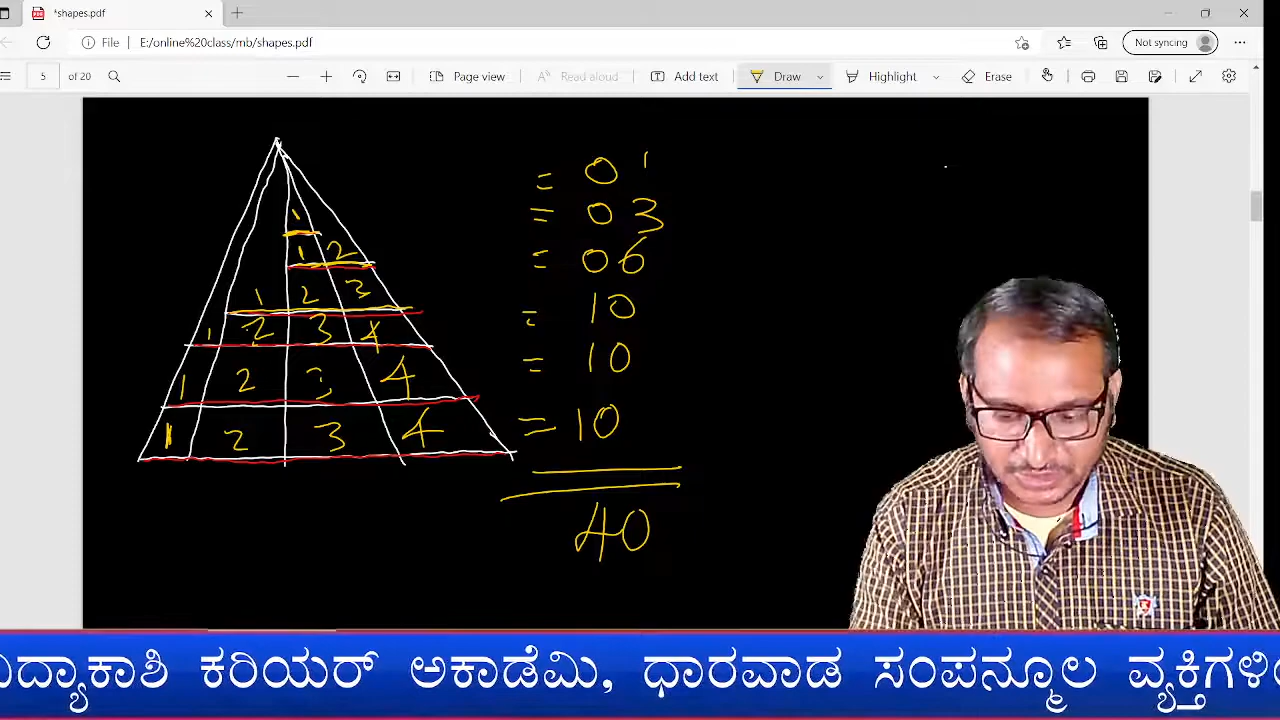 *shapes.pdf
File E:/online%20class/mb/shapes.pdf Not syncing
5 of 20 Page view Read aloud Add text Draw Highlight Erase
1
1 2
1 2 3
1 2 3 4
1 2 3 4
1 2 3 4
= 01
= 03
= 06
= 10
= 10
= 10
40
ವಿದ್ಯಾಕಾಶಿ ಕರಿಯರ್ ಅಕಾಡೆಮಿ, ಧಾರವಾಡ ಸಂಪನ್ಮೂಲ